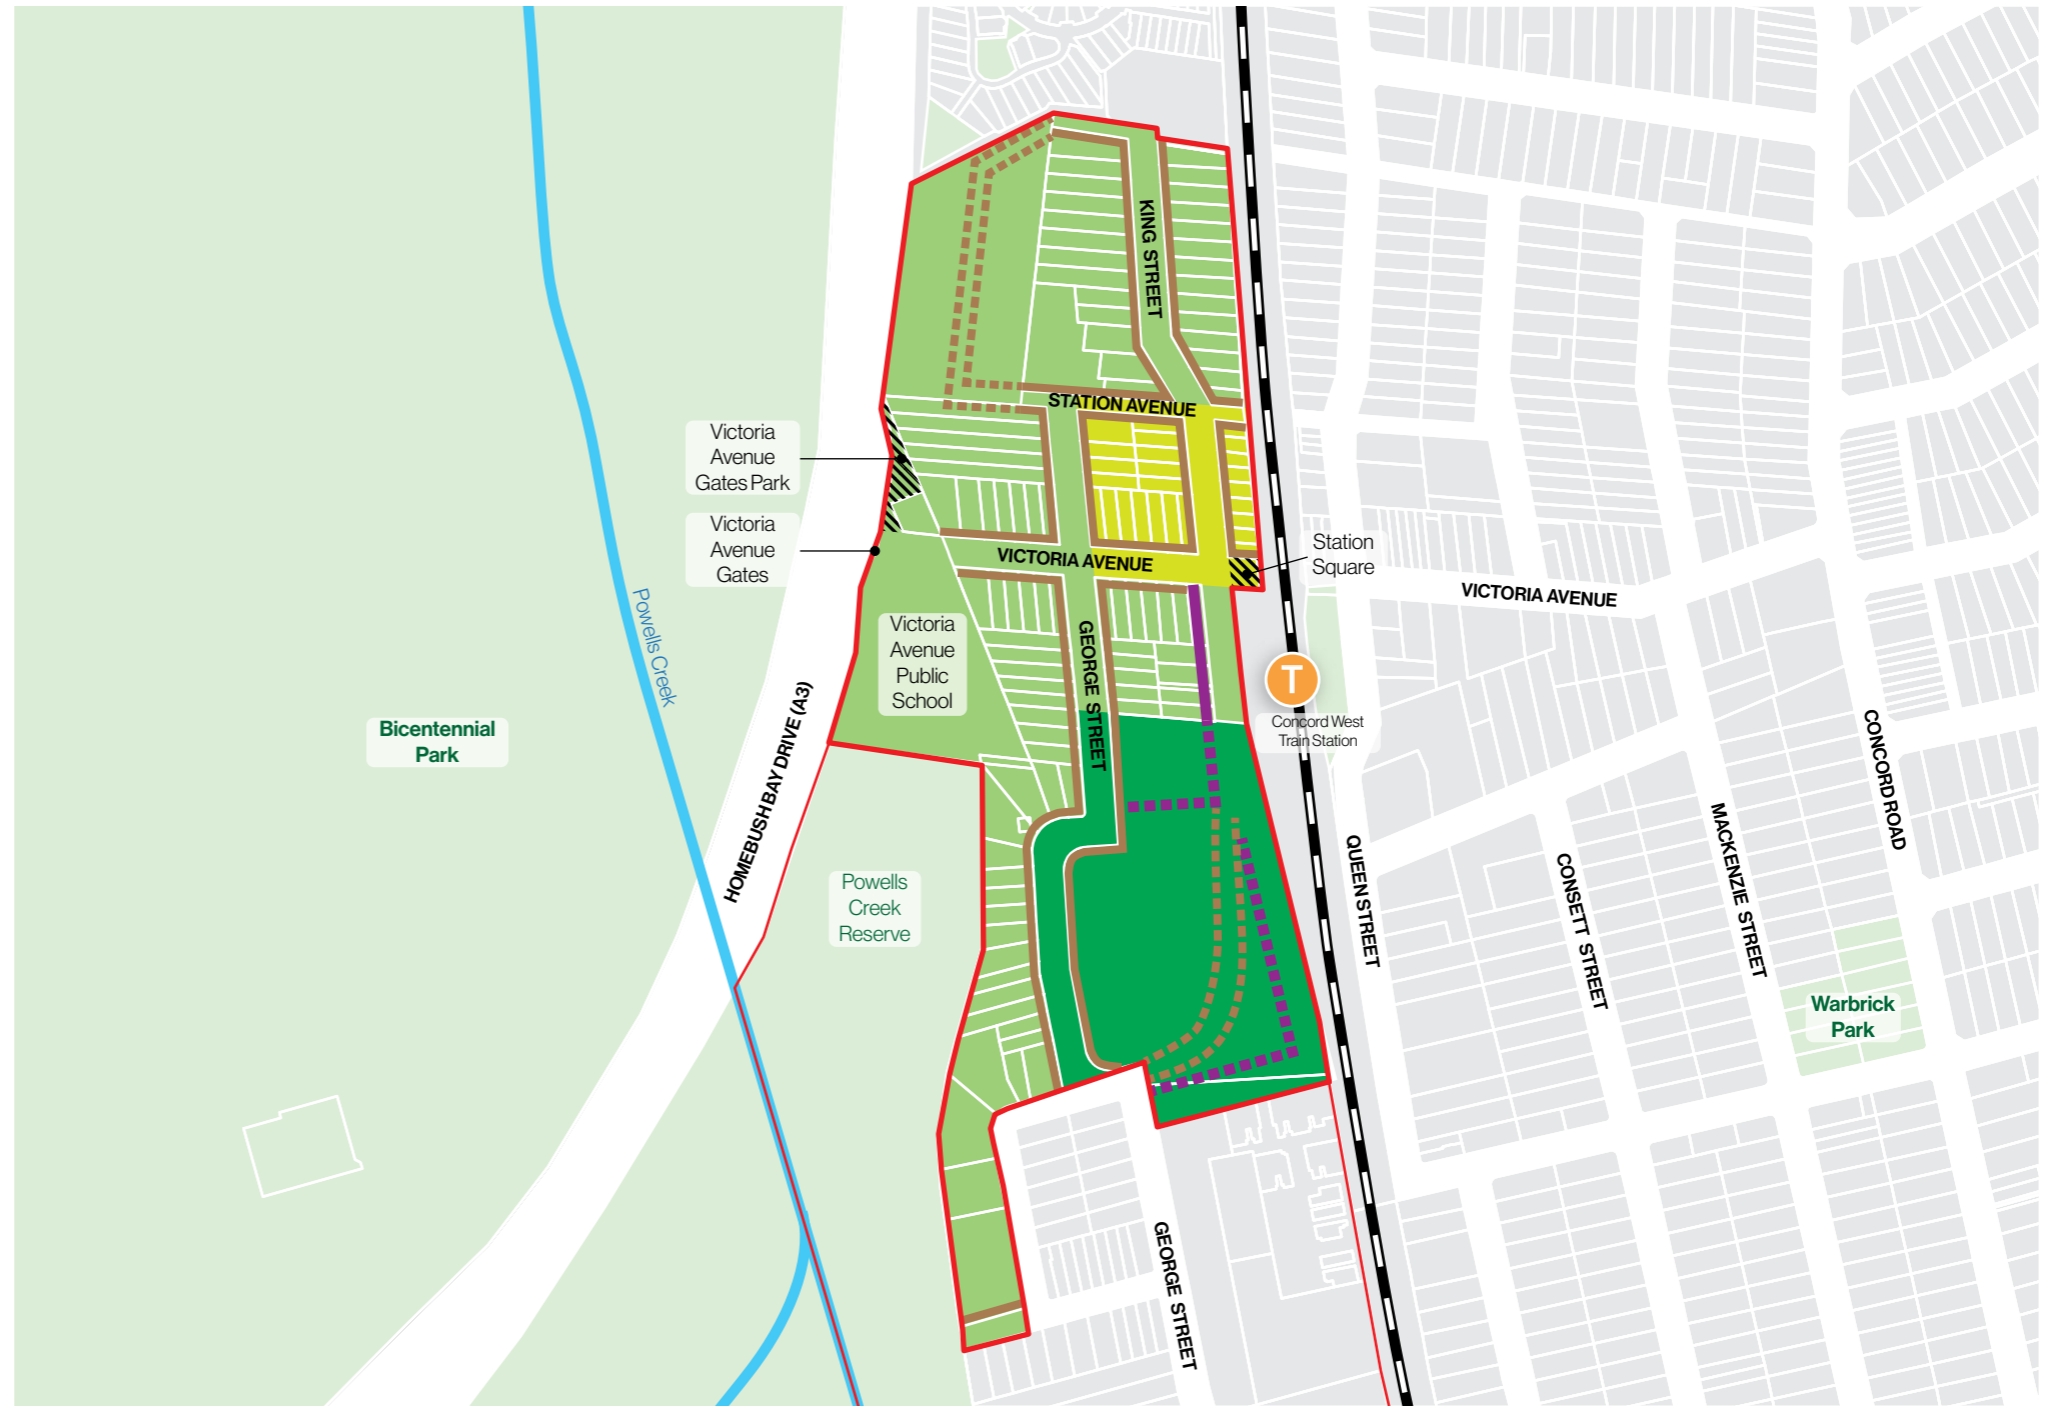 KING STREET
STATION AVENUE
Victoria
Avenue
Gates Park
Victoria
Avenue
Gates
VICTORIA AVENUE
Station
Square
VICTORIA AVENUE
Powells Creek
Victoria
Avenue
Public
School
GEORGE STREET
T
Concord West
Train Station
Bicentennial
Park
HOMEBUSH BAY DRIVE (A3)
CONCORD ROAD
Powells
Creek
Reserve
QUEEN STREET
CONSETT STREET
MACKENZIE STREET
Warbrick
Park
GEORGE STREET